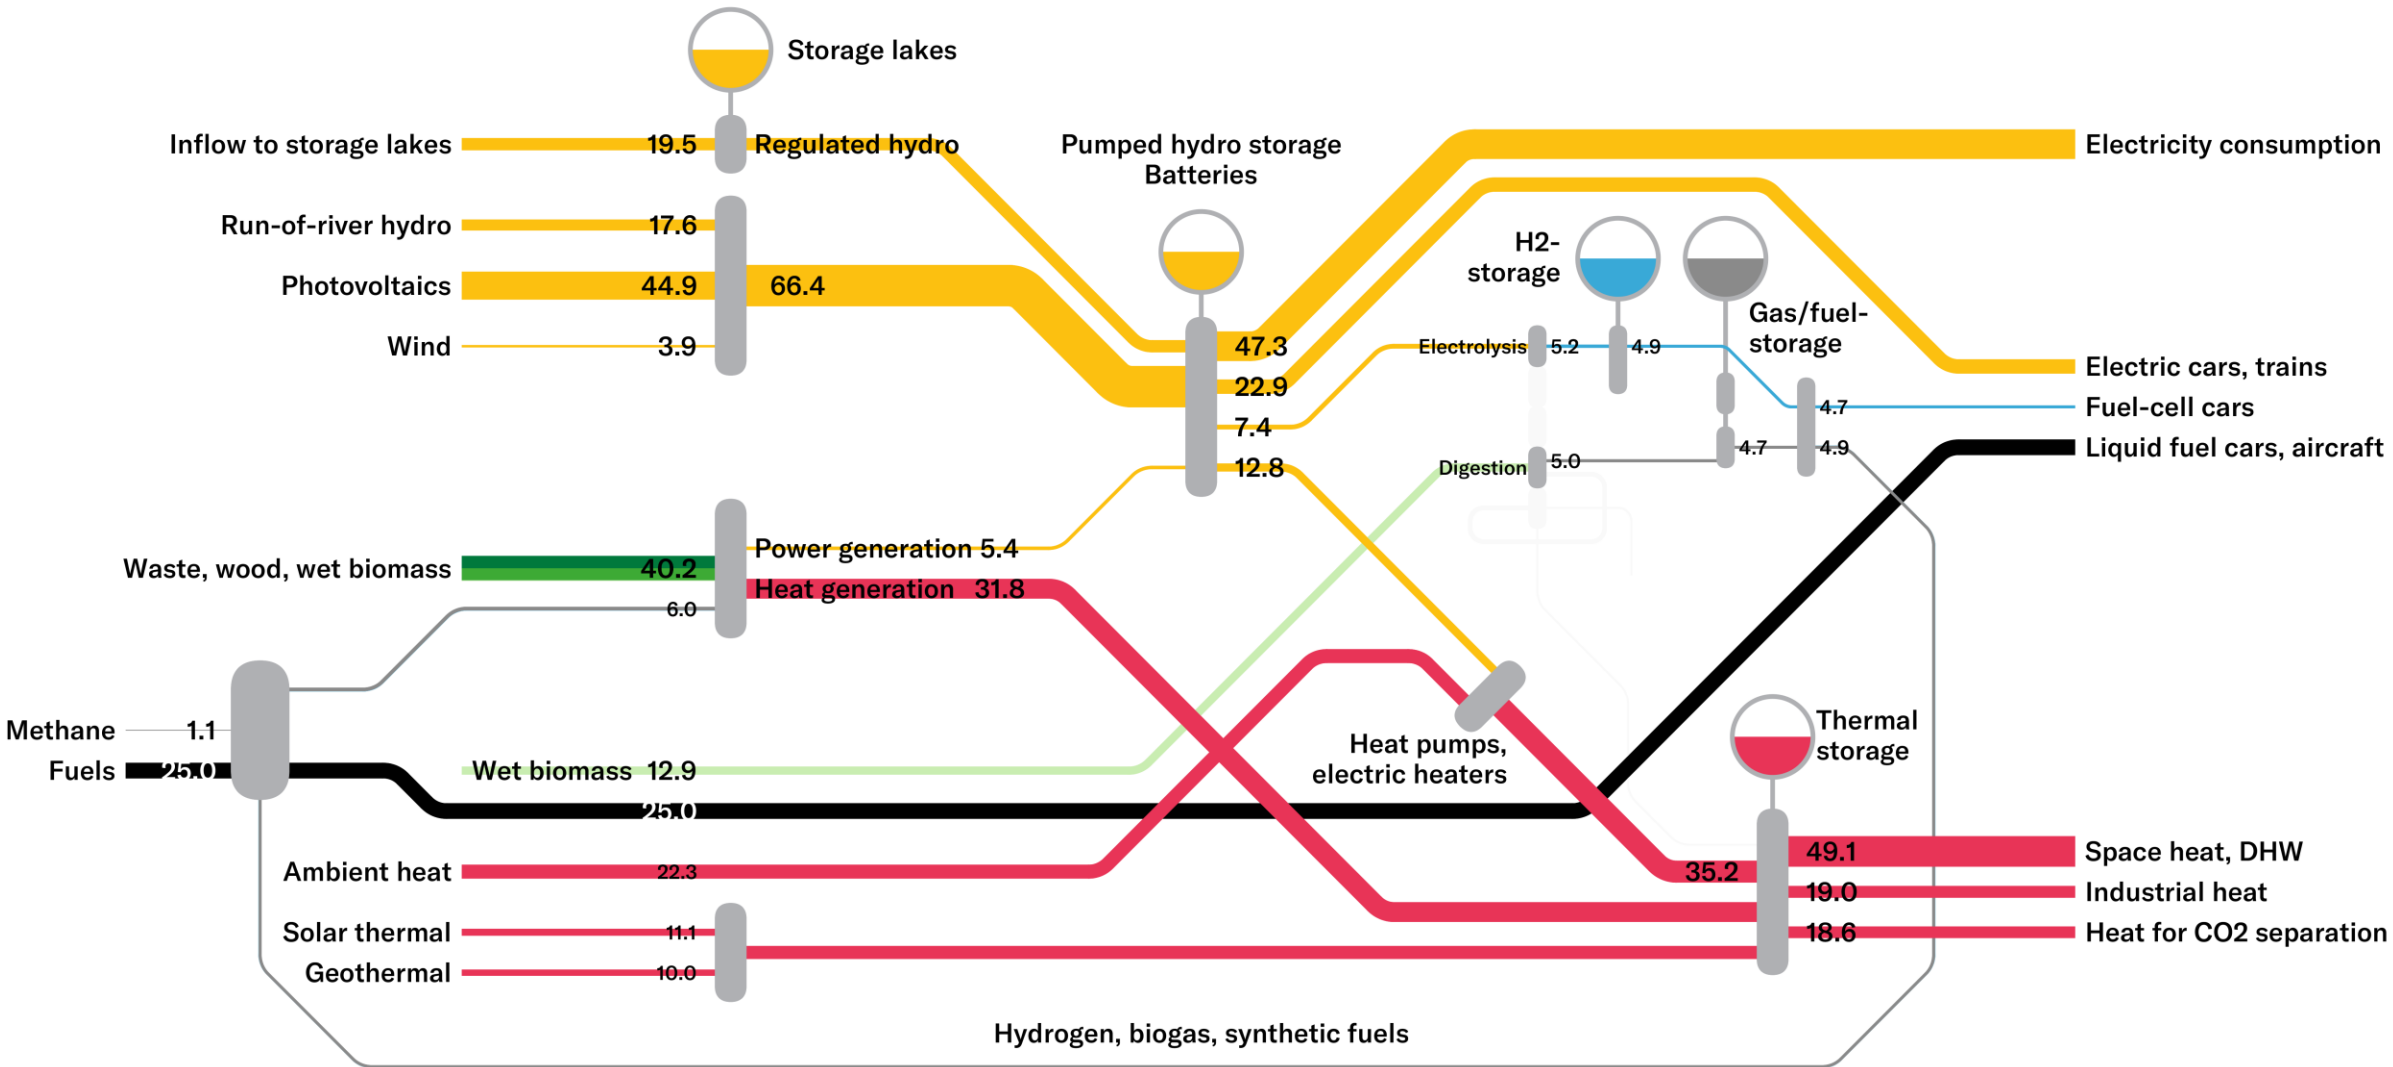 Storage lakes
Inflow to storage lakes 19.5 Regulated hydro
Pumped hydro storage
Batteries
Electricity consumption
Run-of-river hydro 17.6
Photovoltaics 44.9 66.4
Wind 3.9
H2-
storage
Gas/fuel-
storage
47.3
22.9
7.4
12.8
Electrolysis 5.2 4.9
Digestion 5.0
4.7
4.7
4.9
Electric cars, trains
Fuel-cell cars
Liquid fuel cars, aircraft
Power generation 5.4
Waste, wood, wet biomass 40.2
Heat generation 31.8
6.0
Methane 1.1
Fuels 25.0
Wet biomass 12.9
25.0
Heat pumps,
electric heaters
Thermal
storage
Ambient heat 22.3
35.2
Solar thermal 11.1
Geothermal 10.0
49.1 Space heat, DHW
19.0 Industrial heat
18.6 Heat for CO2 separation
Hydrogen, biogas, synthetic fuels